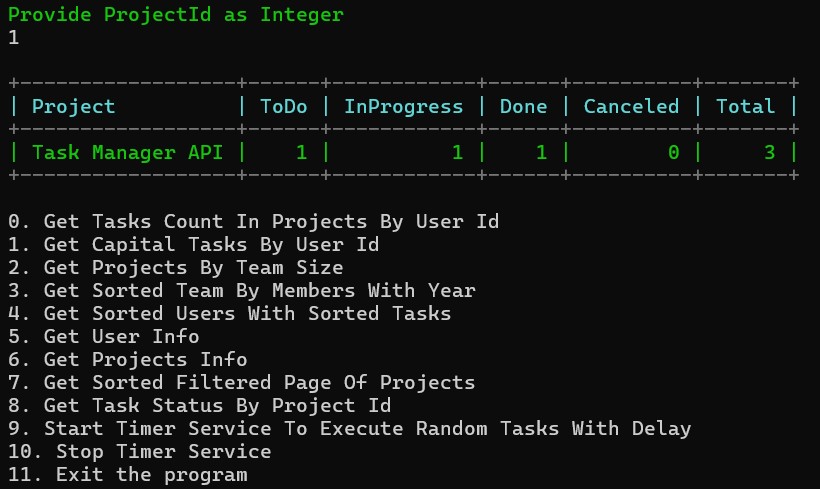 Provide ProjectId as Integer
1
+------------------+------+------------+------+----------+-------+
| Project          | ToDo | InProgress | Done | Canceled | Total |
+------------------+------+------------+------+----------+-------+
| Task Manager API |    1 |          1 |    1 |        0 |     3 |
+------------------+------+------------+------+----------+-------+
0. Get Tasks Count In Projects By User Id
1. Get Capital Tasks By User Id
2. Get Projects By Team Size
3. Get Sorted Team By Members With Year
4. Get Sorted Users With Sorted Tasks
5. Get User Info
6. Get Projects Info
7. Get Sorted Filtered Page Of Projects
8. Get Task Status By Project Id
9. Start Timer Service To Execute Random Tasks With Delay
10. Stop Timer Service
11. Exit the program